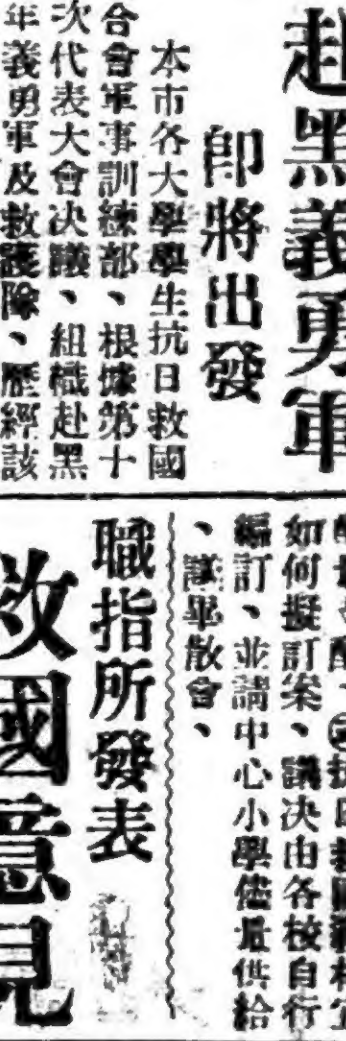 赴黑義勇軍
即將出發
本市各大學學生抗日救國
合會軍事訓練部、根據第十
次代表大會决議、組織赴黑
年義勇軍及救護隊、歷經該
如何擬訂案、議决由各校自行
編訂、並請中心小學儘量供給
、議畢散會、
職指所發表
救國意見